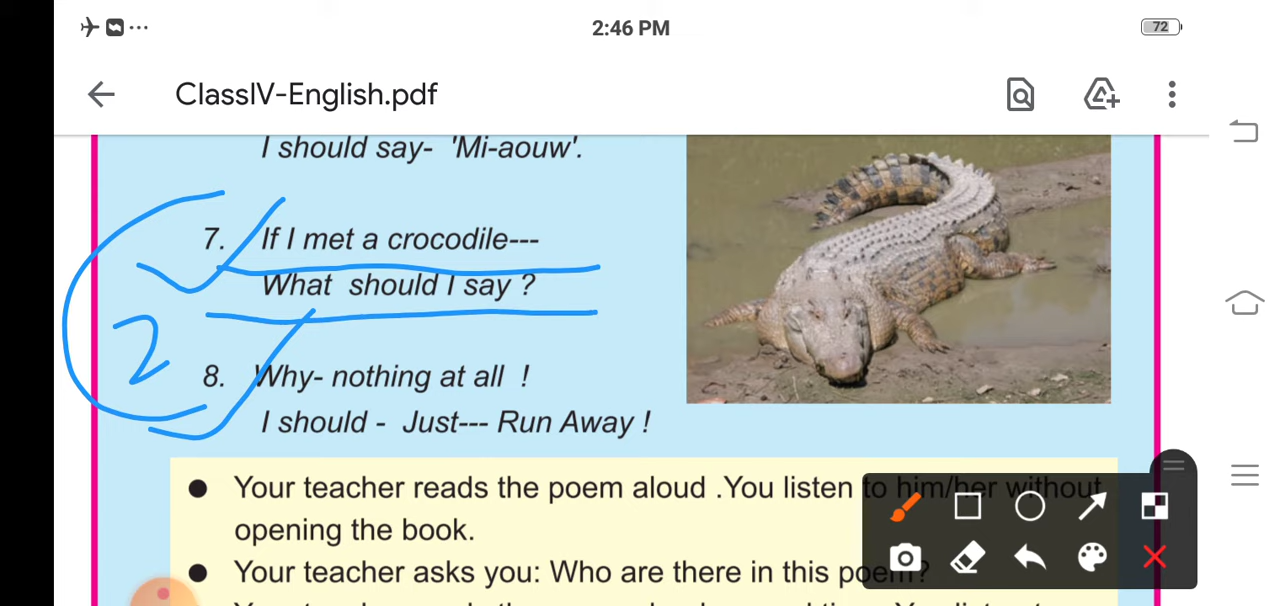 2:46 PM
72
ClassIV-English.pdf
I should say- 'Mi-aouw'.
7. If I met a crocodile---
What should I say ?
2
8. Why- nothing at all !
I should - Just--- Run Away !
● Your teacher reads the poem aloud .You listen to him/her without
opening the book.
● Your teacher asks you: Who are there in this poem?